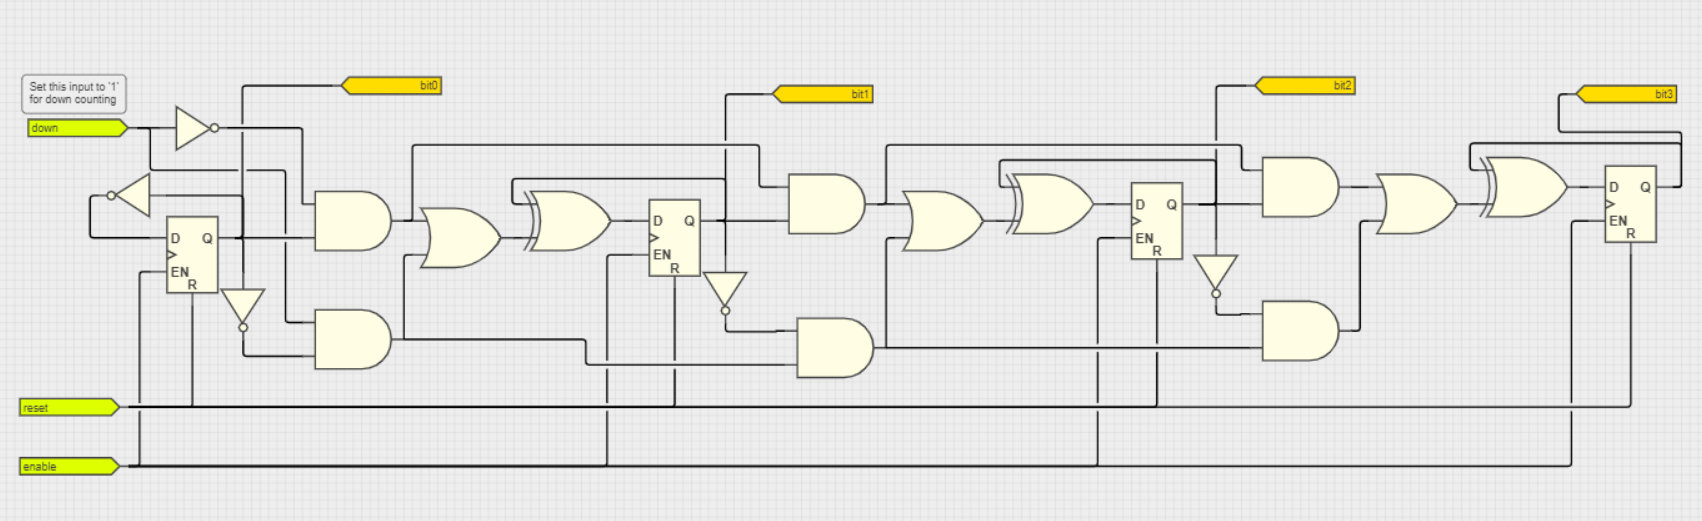 Set this input to '1'
for down counting
down
bit0
bit1
bit2
bit3
D Q
EN
R
D Q
EN
R
D Q
EN
R
D Q
EN
R
reset
enable